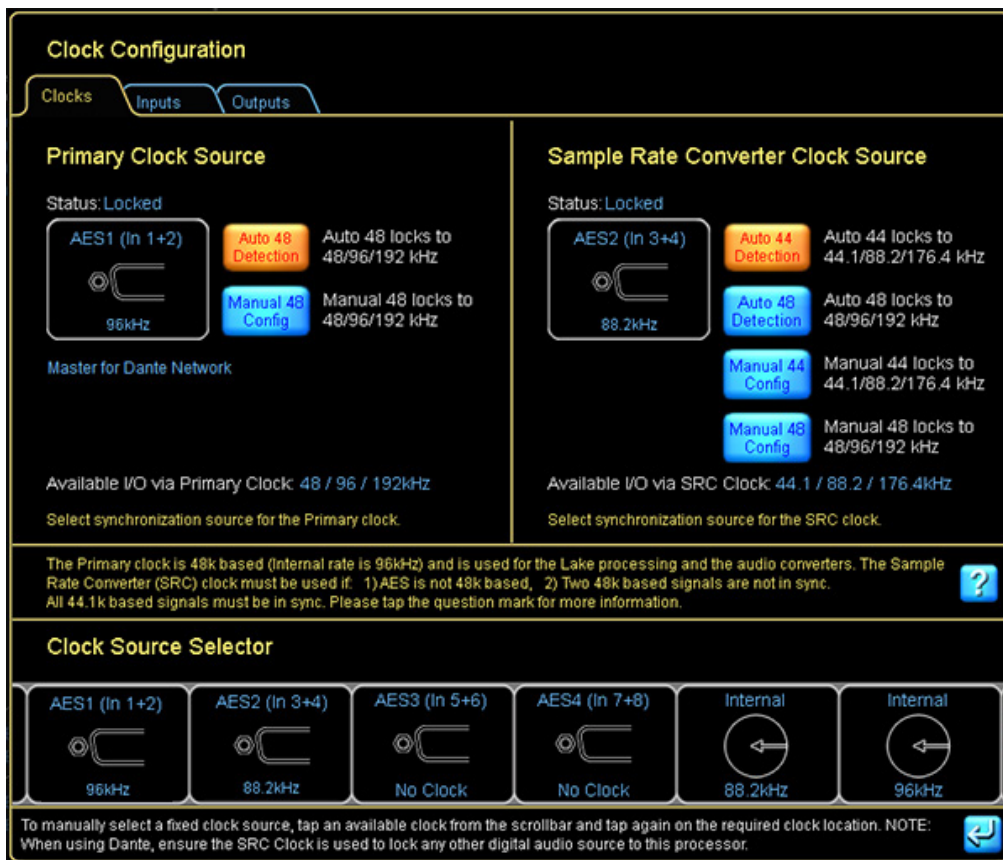 Clock Configuration
Clocks
Inputs
Outputs
Primary Clock Source
Status: Locked
AES1 (In 1+2)
96kHz
Auto 48
Detection
Auto 48 locks to
48/96/192 kHz
Manual 48
Config
Manual 48 locks to
48/96/192 kHz
Master for Dante Network
Available I/O via Primary Clock: 48 / 96 / 192kHz
Select synchronization source for the Primary clock.
Sample Rate Converter Clock Source
Status: Locked
AES2 (In 3+4)
88.2kHz
Auto 44
Detection
Auto 44 locks to
44.1/88.2/176.4 kHz
Auto 48
Detection
Auto 48 locks to
48/96/192 kHz
Manual 44
Config
Manual 44 locks to
44.1/88.2/176.4 kHz
Manual 48
Config
Manual 48 locks to
48/96/192 kHz
Available I/O via SRC Clock: 44.1 / 88.2 / 176.4kHz
Select synchronization source for the SRC clock.
The Primary clock is 48k based (Internal rate is 96kHz) and is used for the Lake processing and the audio converters. The Sample
Rate Converter (SRC) clock must be used if: 1) AES is not 48k based, 2) Two 48k based signals are not in sync.
All 44.1k based signals must be in sync. Please tap the question mark for more information.
?
Clock Source Selector
AES1 (In 1+2)
96kHz
AES2 (In 3+4)
88.2kHz
AES3 (In 5+6)
No Clock
AES4 (In 7+8)
No Clock
Internal
88.2kHz
Internal
96kHz
To manually select a fixed clock source, tap an available clock from the scrollbar and tap again on the required clock location. NOTE:
When using Dante, ensure the SRC Clock is used to lock any other digital audio source to this processor.